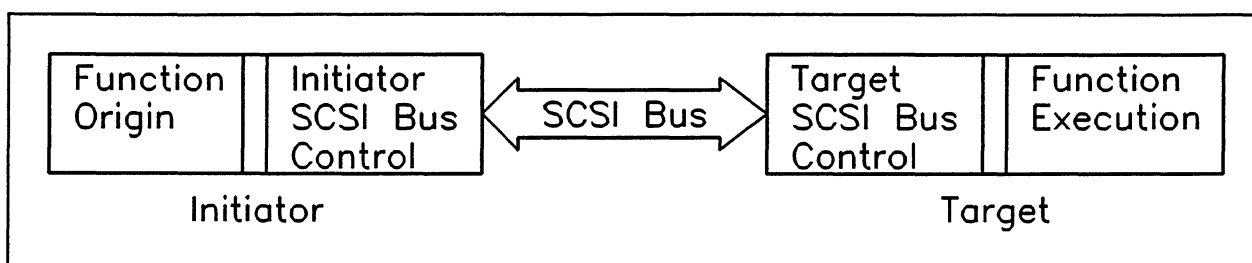 Function
Origin
Initiator
SCSI Bus
Control
SCSI Bus
Target
SCSI Bus
Control
Function
Execution
Initiator
Target